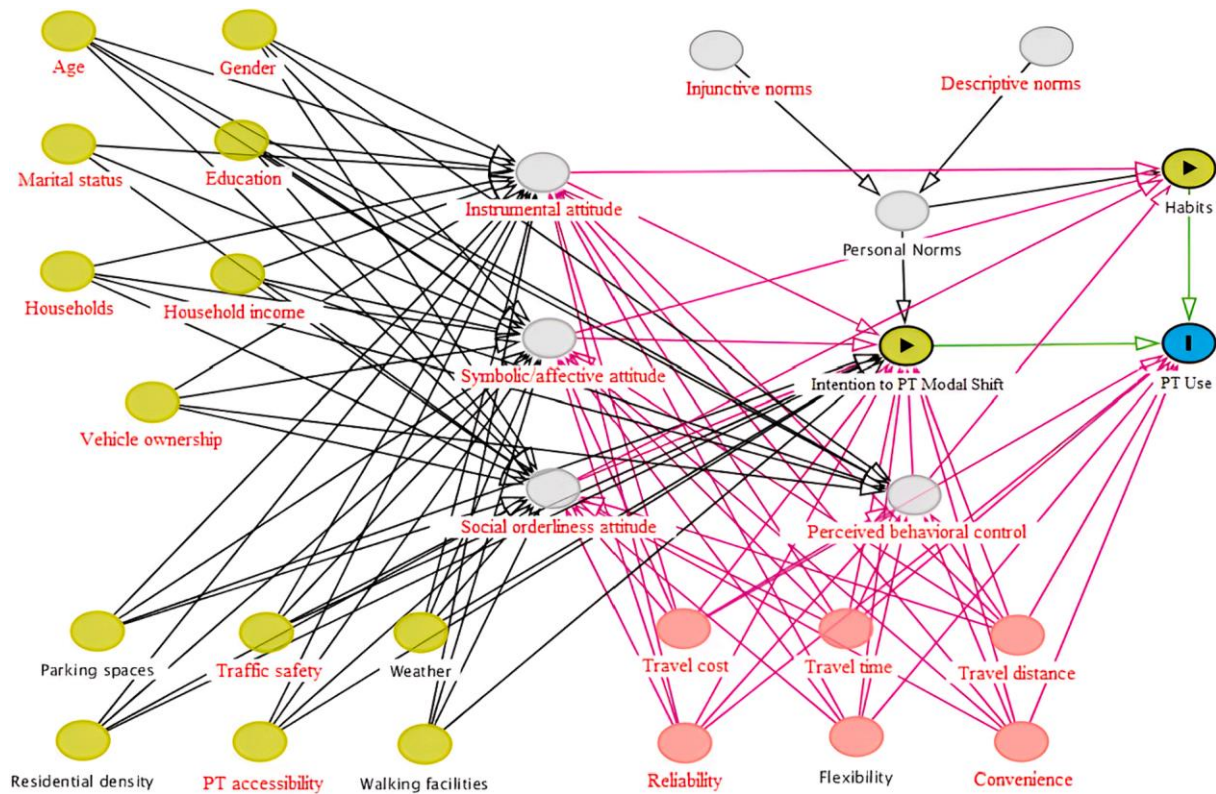 Age
Gender
Injunctive norms
Descriptive norms
Marital status
Education
Instrumental attitude
Habits
Personal Norms
Households
Household income
Symbolic/affective attitude
Intention to PT Modal Shift
PT Use
Vehicle ownership
Social orderliness attitude
Perceived behavioral control
Parking spaces
Traffic safety
Weather
Travel cost
Travel time
Travel distance
Residential density
PT accessibility
Walking facilities
Reliability
Flexibility
Convenience